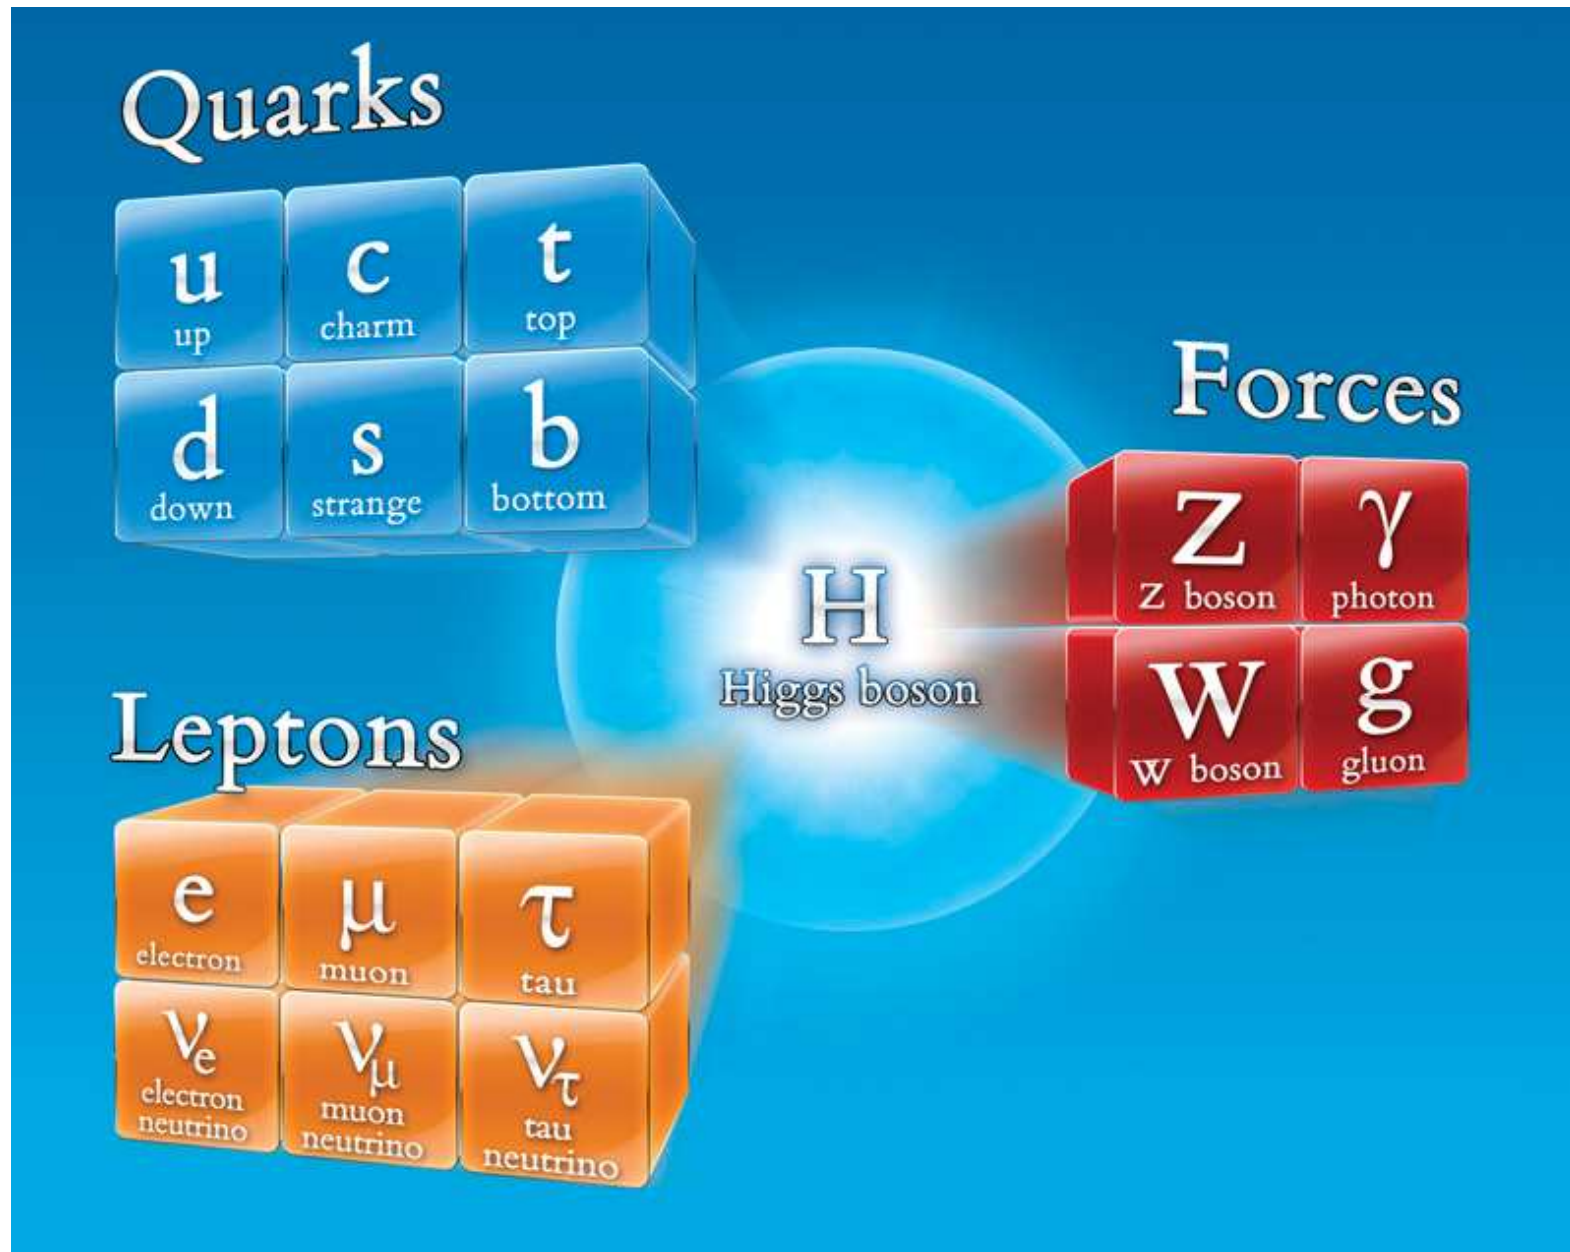 Quarks
u
up
c
charm
t
top
d
down
s
strange
b
bottom
Forces
Z
Z boson
γ
photon
W
W boson
g
gluon
H
Higgs boson
Leptons
e
electron
μ
muon
τ
tau
νe
electron
neutrino
νμ
muon
neutrino
ντ
tau
neutrino